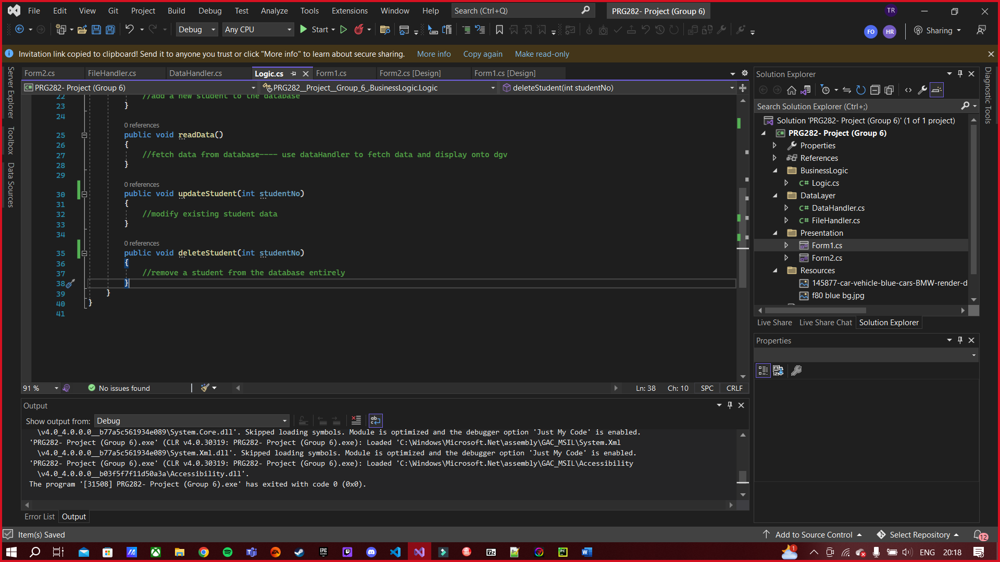 File Edit View Git Project Build Debug Test Analyze Tools Extensions Window Help Search (Ctrl+Q) PRG282- Project (Group 6) TR
Debug Any CPU Start FO HR Sharing
Invitation link copied to clipboard! Send it to anyone you trust or click "More info" to learn about secure sharing. More info Copy again Make read-only
Server Explorer
Toolbox
Data Sources
Form2.cs FileHandler.cs DataHandler.cs Logic.cs Form1.cs Form2.cs [Design] Form1.cs [Design]
PRG282- Project (Group 6) PRG282__Project__Group_6_.BusinessLogic.Logic deleteStudent(int studentNo)
22 //add a new student to the database
23 }
24
0 references
25 public void readData()
26 {
27 //fetch data from database---- use dataHandler to fetch data and display onto dgv
28 }
29
0 references
30 public void updateStudent(int studentNo)
31 {
32 //modify existing student data
33 }
34
0 references
35 public void deleteStudent(int studentNo)
36 {
37 //remove a student from the database entirely
38 }
39 }
40 }
41
91 % No issues found Ln: 38 Ch: 10 SPC CRLF
Output
Show output from: Debug
\v4.0_4.0.0.0__b77a5c561934e089\System.Core.dll'. Skipped loading symbols. Module is optimized and the debugger option 'Just My Code' is enabled.
'PRG282- Project (Group 6).exe' (CLR v4.0.30319: PRG282- Project (Group 6).exe): Loaded 'C:\Windows\Microsoft.Net\assembly\GAC_MSIL\System.Xml
\v4.0_4.0.0.0__b77a5c561934e089\System.Xml.dll'. Skipped loading symbols. Module is optimized and the debugger option 'Just My Code' is enabled.
'PRG282- Project (Group 6).exe' (CLR v4.0.30319: PRG282- Project (Group 6).exe): Loaded 'C:\Windows\Microsoft.Net\assembly\GAC_MSIL\Accessibility
\v4.0_4.0.0.0__b03f5f7f11d50a3a\Accessibility.dll'.
The program '[31508] PRG282- Project (Group 6).exe' has exited with code 0 (0x0).
Error List Output
Solution Explorer
Search Solution Explorer (Ctrl+;)
Solution 'PRG282- Project (Group 6)' (1 of 1 project)
PRG282- Project (Group 6)
Properties
References
BusinessLogic
C# Logic.cs
DataLayer
C# DataHandler.cs
C# FileHandler.cs
Presentation
Form1.cs
Form2.cs
Resources
145877-car-vehicle-blue-cars-BMW-render-d
f80 blue bg.jpg
Live Share Live Share Chat Solution Explorer
Properties
Diagnostic Tools
Item(s) Saved Add to Source Control Select Repository 12
1 ENG 20:18